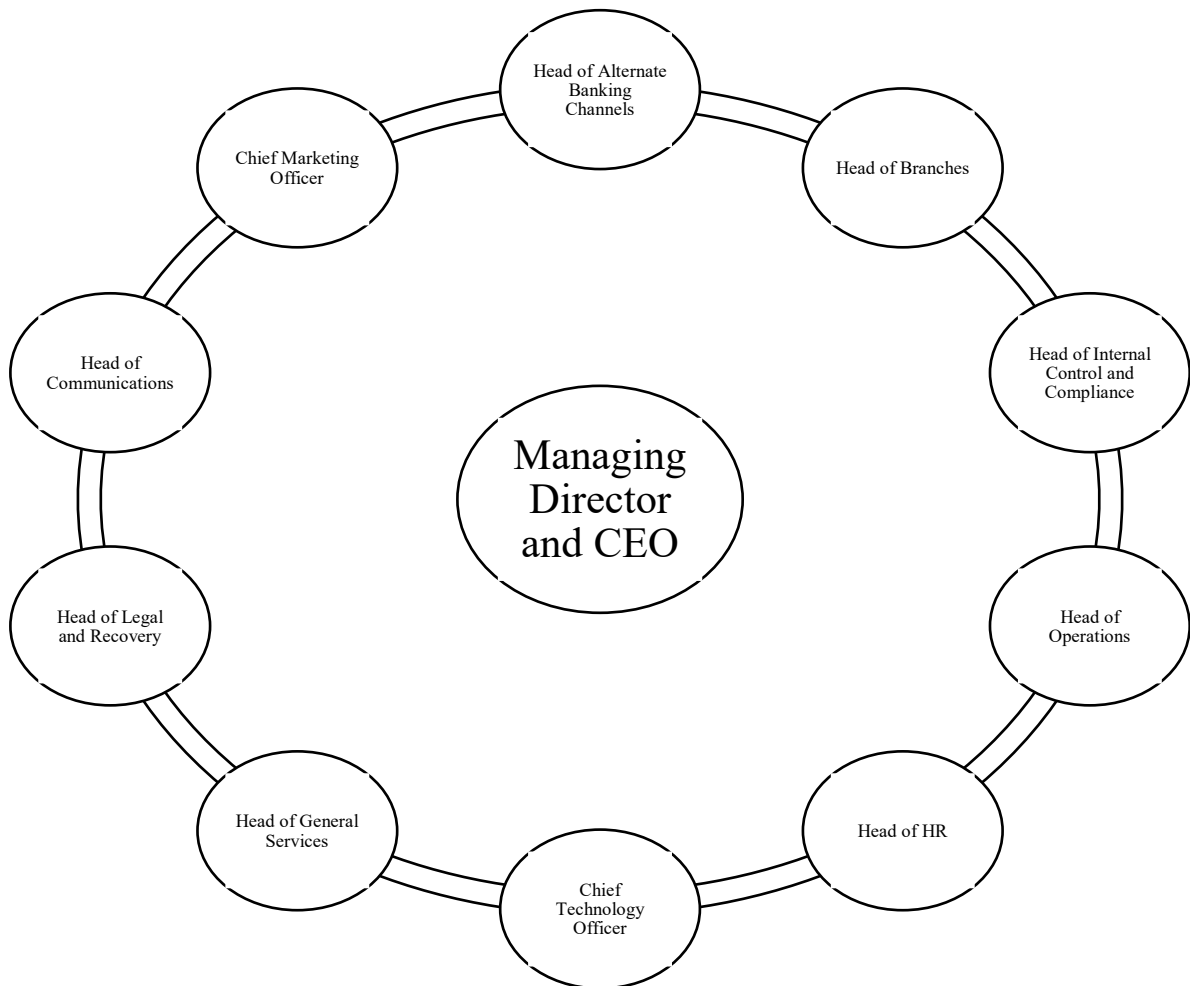 Head of Alternate
Banking
Channels
Chief Marketing
Officer
Head of Branches
Head of
Communications
Head of Internal
Control and
Compliance
Managing
Director
and CEO
Head of Legal
and Recovery
Head of
Operations
Head of General
Services
Head of HR
Chief
Technology
Officer